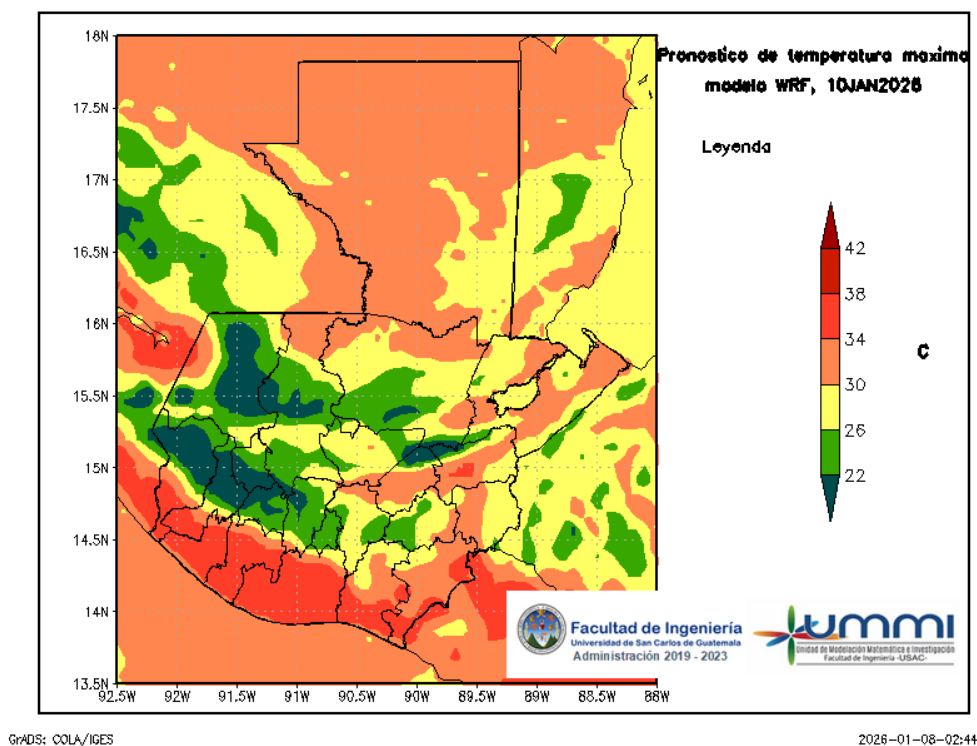 Pronostico de temperatura maxima
modelo WRF, 10JAN2026
Leyenda
18N
17.5N
17N
16.5N
16N
15.5N
15N
14.5N
14N
13.5N
92.5W
92W
91.5W
91W
90.5W
90W
89.5W
89W
88.5W
88W
42
38
34
30
26
22
C
Facultad de Ingeniería
Universidad de San Carlos de Guatemala
Administración 2019 - 2023
ummi
Unidad de Modelación Matemática e Investigación
Facultad de Ingeniería -USAC-
GrADS: COLA/IGES
2026-01-08-02:44